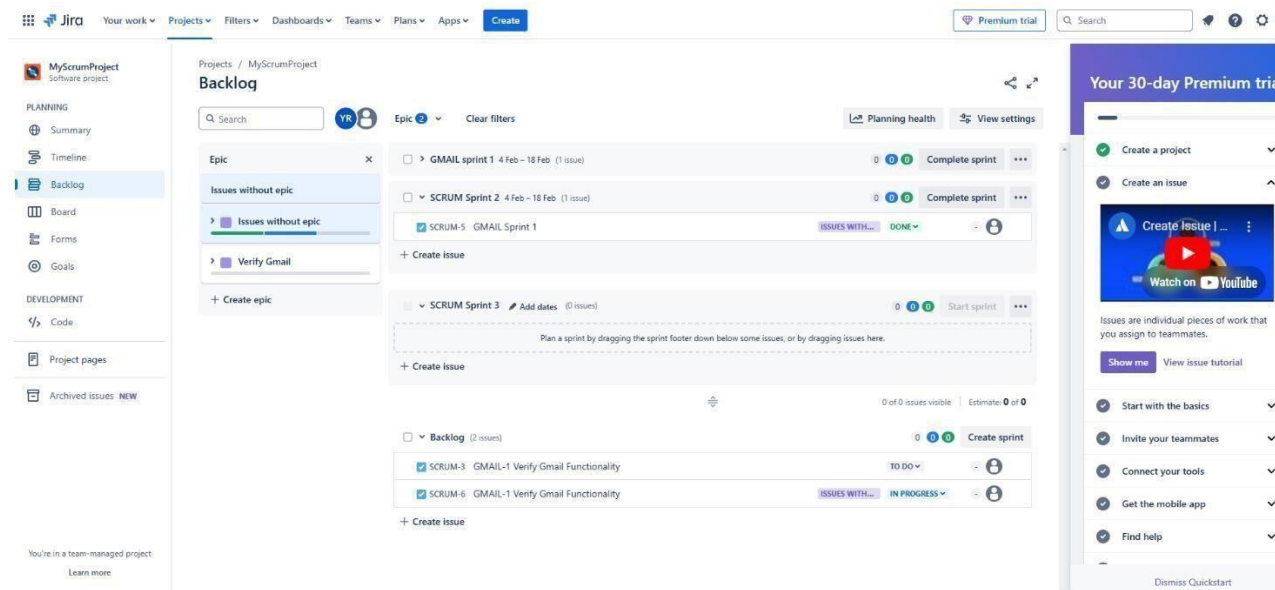 Jira Your work Projects Filters Dashboards Teams Plans Apps Create Premium trial Search
MyScrumProject
Software project
PLANNING
Summary
Timeline
Backlog
Board
Forms
Goals
DEVELOPMENT
Code
Project pages
Archived issues NEW
You're in a team-managed project
Learn more
Projects / MyScrumProject
Backlog
Search YR Epic 2 Clear filters Planning health View settings
Epic
Issues without epic
Issues without epic
Verify Gmail
+ Create epic
GMAIL sprint 1 4 Feb – 18 Feb (1 issue) 0 0 0 Complete sprint
SCRUM Sprint 2 4 Feb – 18 Feb (1 issue) 0 0 0 Complete sprint
SCRUM-5 GMAIL Sprint 1 ISSUES WITH... DONE -
+ Create issue
SCRUM Sprint 3 Add dates (0 issues) 0 0 0 Start sprint
Plan a sprint by dragging the sprint footer down below some issues, or by dragging issues here.
+ Create issue
0 of 0 issues visible Estimate: 0 of 0
Backlog (2 issues) 0 0 0 Create sprint
SCRUM-3 GMAIL-1 Verify Gmail Functionality TO DO -
SCRUM-6 GMAIL-1 Verify Gmail Functionality ISSUES WITH... IN PROGRESS -
+ Create issue
Your 30-day Premium tria
Create a project
Create an issue
Create Issue | ...
Watch on YouTube
Issues are individual pieces of work that
you assign to teammates.
Show me View issue tutorial
Start with the basics
Invite your teammates
Connect your tools
Get the mobile app
Find help
Dismiss Quickstart